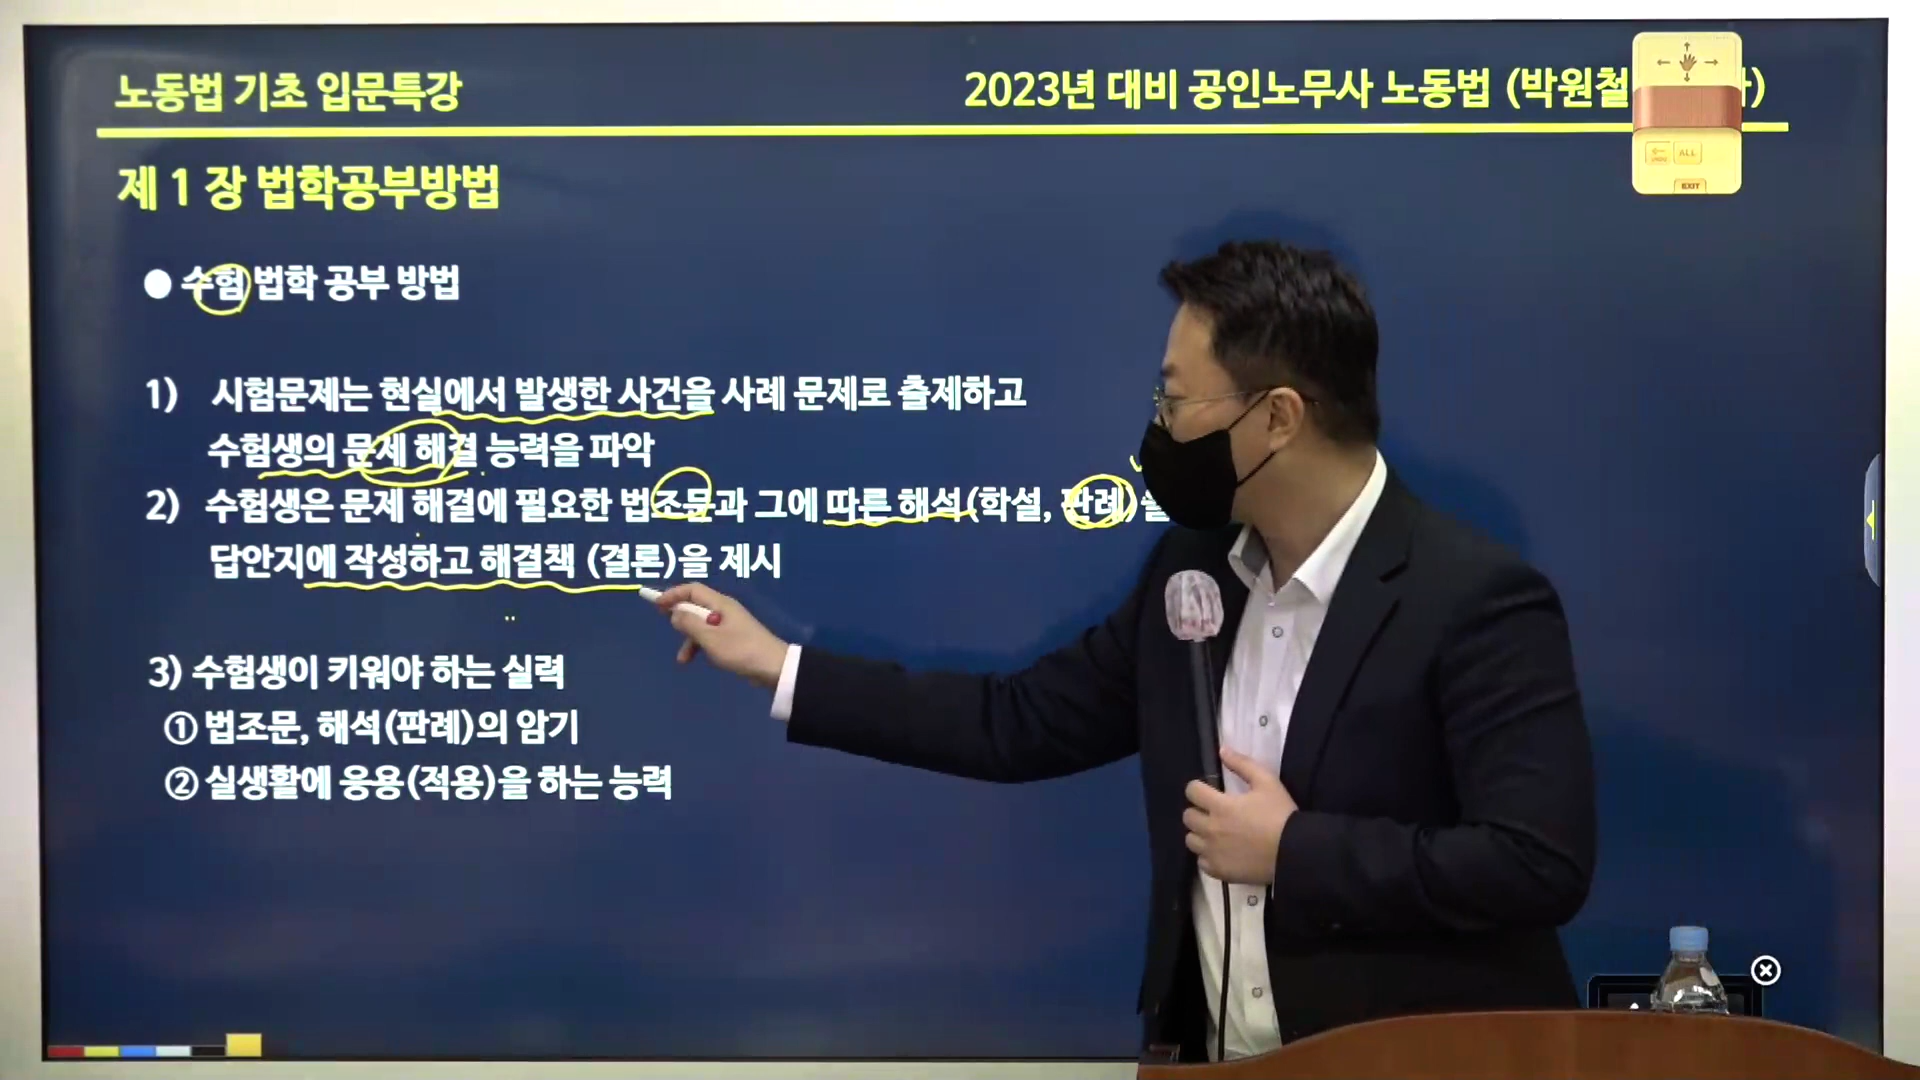 노동법 기초 입문특강
2023년 대비 공인노무사 노동법 (박원철
제 1 장 법학공부방법
● 수험 법학 공부 방법
1) 시험문제는 현실에서 발생한 사건을 사례 문제로 출제하고
수험생의 문제 해결 능력을 파악
2) 수험생은 문제 해결에 필요한 법조문과 그에 따른 해석(학설, 판례)를
답안지에 작성하고 해결책 (결론)을 제시
3) 수험생이 키워야 하는 실력
① 법조문, 해석(판례)의 암기
② 실생활에 응용(적용)을 하는 능력
UNDO ALL
EXIT